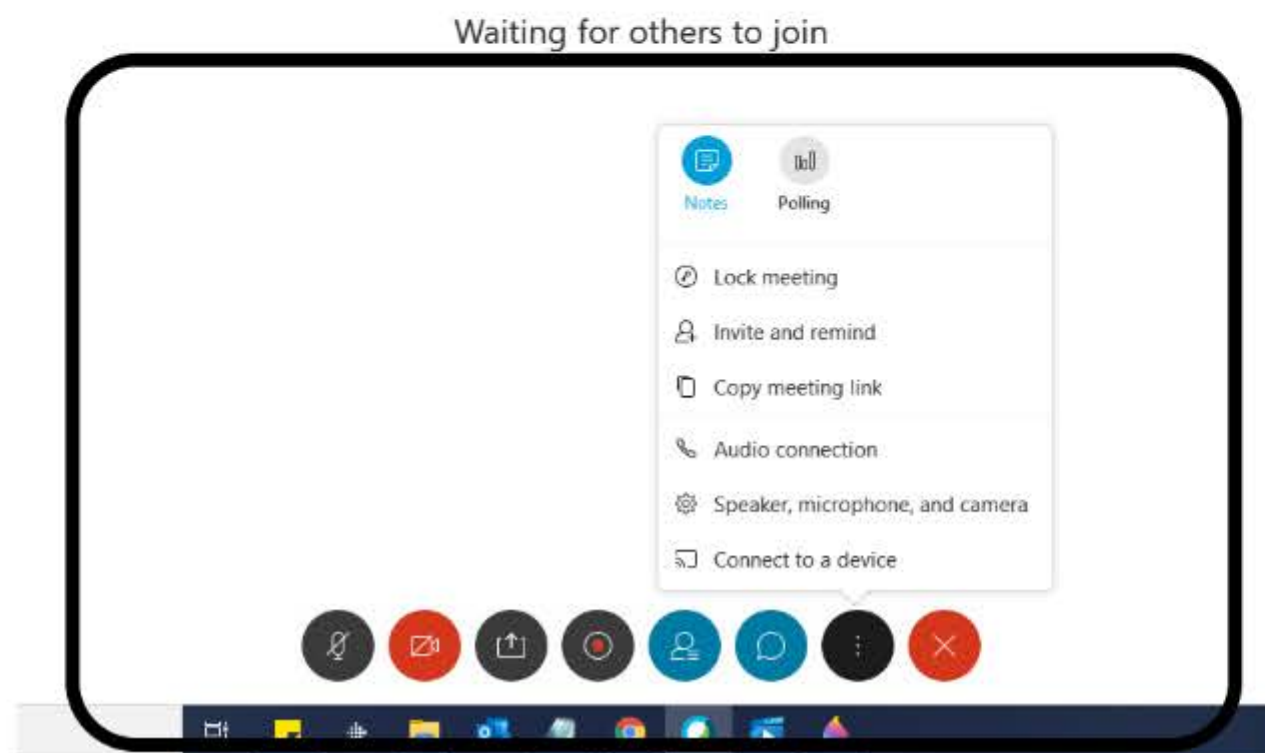 Waiting for others to join
Notes Polling
Lock meeting
Invite and remind
Copy meeting link
Audio connection
Speaker, microphone, and camera
Connect to a device